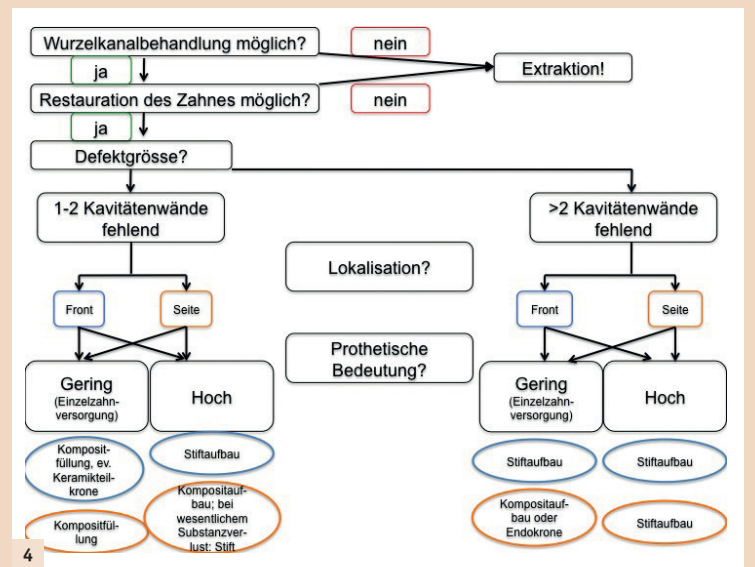 Wurzelkanalbehandlung möglich?
nein
ja
Extraktion!
Restauration des Zahnes möglich?
nein
ja
Defektgrösse?
1-2 Kavitätenwände
fehlend
>2 Kavitätenwände
fehlend
Lokalisation?
Front
Seite
Front
Seite
Prothetische
Bedeutung?
Gering
(Einzelzahn-
versorgung)
Hoch
Gering
(Einzelzahn-
versorgung)
Hoch
Komposit-
füllung, ev.
Keramikteil-
krone
Stiftaufbau
Stiftaufbau
Stiftaufbau
Kompositfül-
lung
Kompositauf-
bau; bei
wesentlichem
Substanzver-
lust: Stift
Kompositauf-
bau oder
Endokrone
Stiftaufbau
4